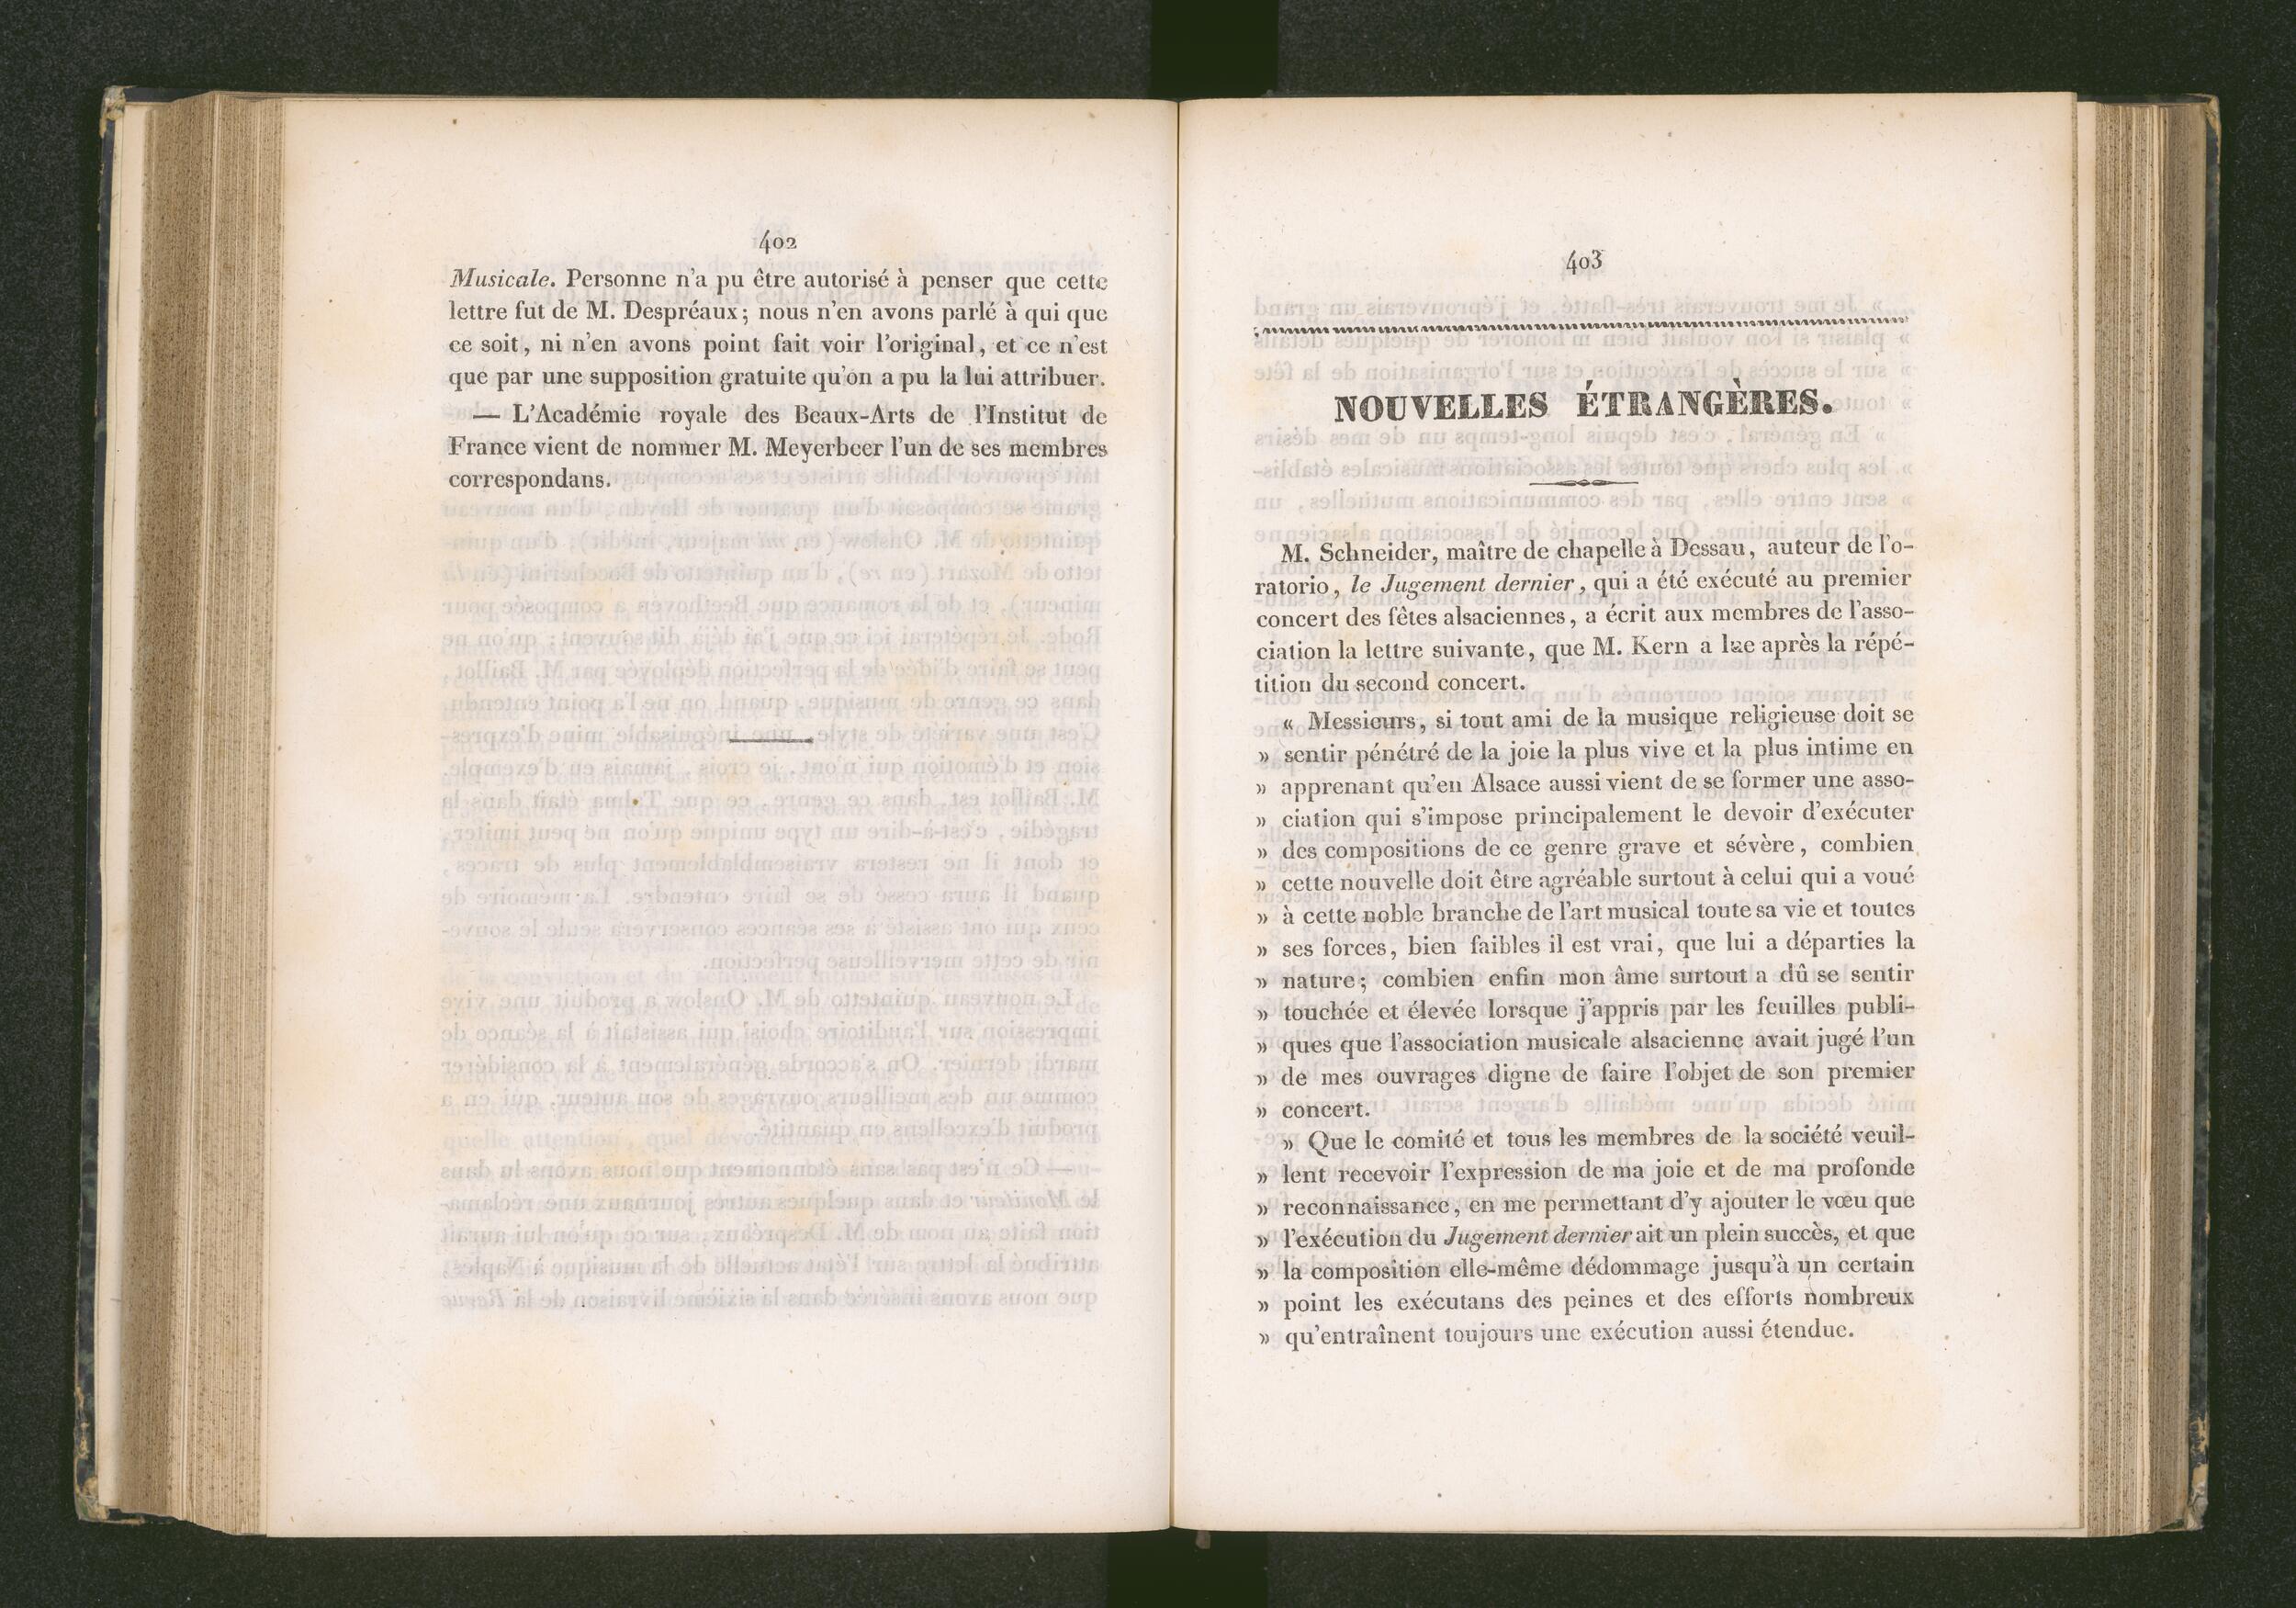 402
Musicale. Personne n'a pu être autorisé à penser que cette
lettre fut de M. Despréaux; nous n'en avons parlé à qui que
ce soit, ni n'en avons point fait voir l'original, et ce n'est
que par une supposition gratuite qu'on a pu la lui attribuer.
— L'Académie royale des Beaux-Arts de l'Institut de
France vient de nommer M. Meyerbeer l'un de ses membres
correspondans.
403
NOUVELLES ÉTRANGÈRES.
M. Schneider, maître de chapelle à Dessau, auteur de l'o-
ratorio, le Jugement dernier, qui a été exécuté au premier
concert des fêtes alsaciennes, a écrit aux membres de l'asso-
ciation la lettre suivante, que M. Kern a lue après la répé-
tition du second concert.
« Messieurs, si tout ami de la musique religieuse doit se
» sentir pénétré de la joie la plus vive et la plus intime en
» apprenant qu'en Alsace aussi vient de se former une asso-
» ciation qui s'impose principalement le devoir d'exécuter
» des compositions de ce genre grave et sévère, combien
» cette nouvelle doit être agréable surtout à celui qui a voué
» à cette noble branche de l'art musical toute sa vie et toutes
» ses forces, bien faibles il est vrai, que lui a départies la
» nature; combien enfin mon âme surtout a dû se sentir
» touchée et élevée lorsque j'appris par les feuilles publi-
» ques que l'association musicale alsacienne avait jugé l'un
» de mes ouvrages digne de faire l'objet de son premier
» concert.
» Que le comité et tous les membres de la société veuil-
» lent recevoir l'expression de ma joie et de ma profonde
» reconnaissance, en me permettant d'y ajouter le vœu que
» l'exécution du Jugement dernier ait un plein succès, et que
» la composition elle-même dédommage jusqu'à un certain
» point les exécutans des peines et des efforts nombreux
» qu'entraînent toujours une exécution aussi étendue.